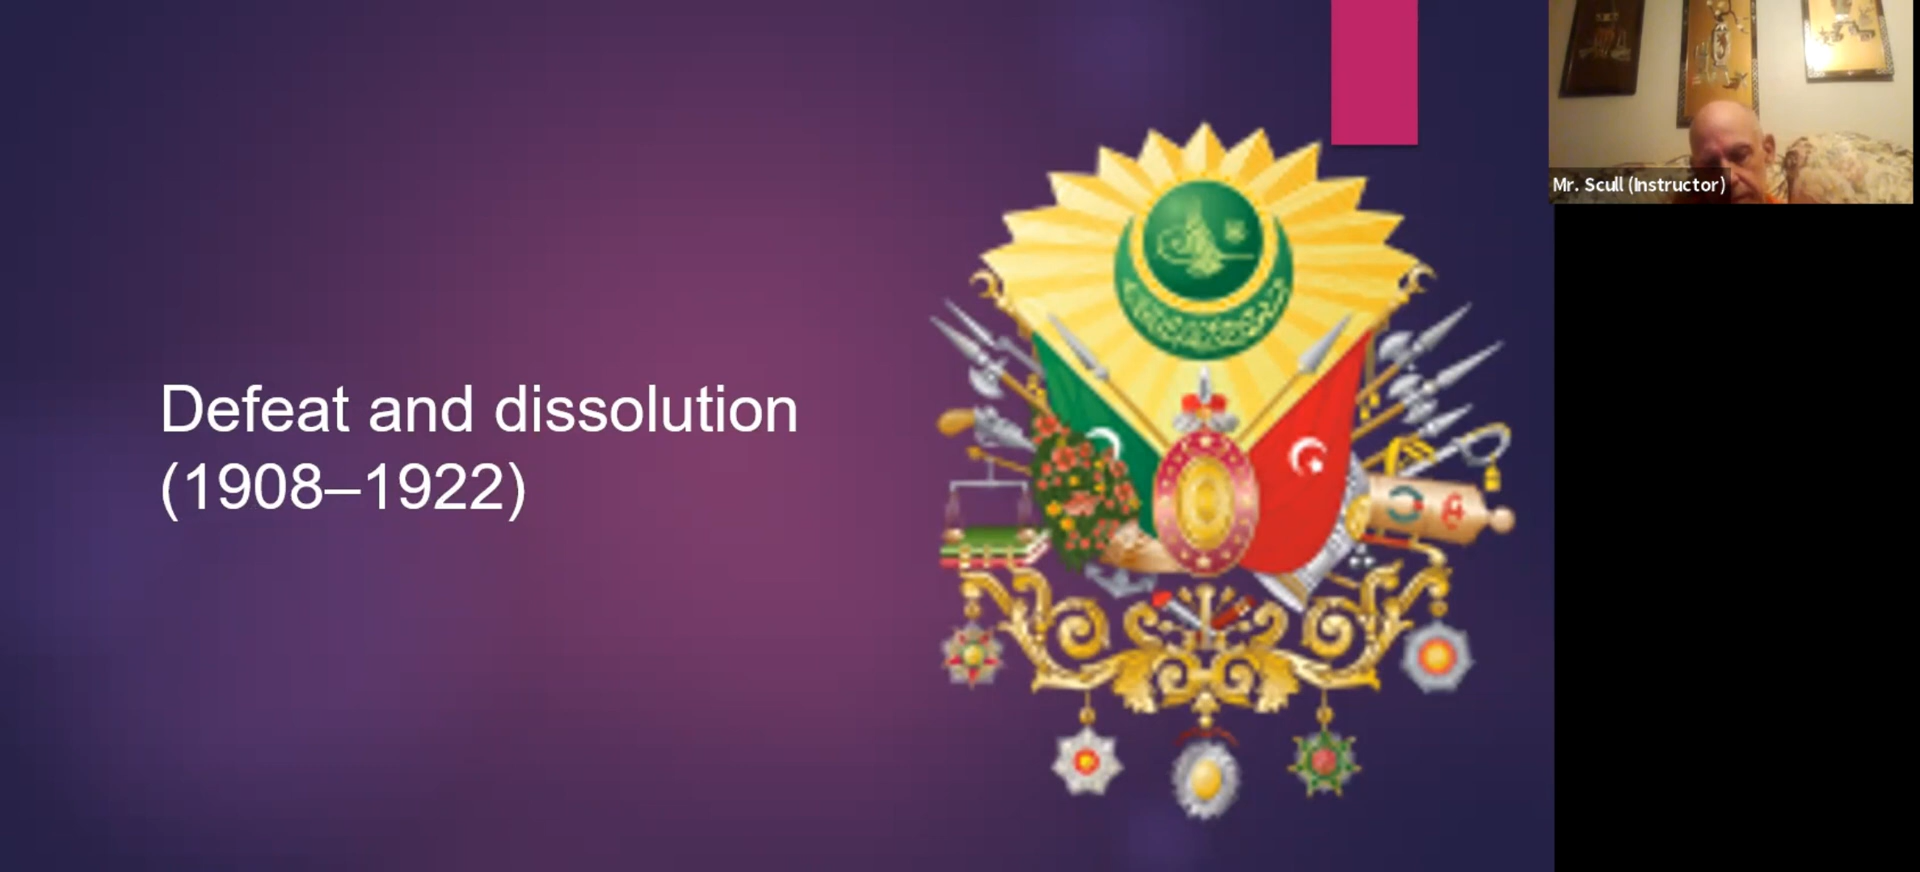 Defeat and dissolution
(1908–1922)
Mr. Scull (Instructor)